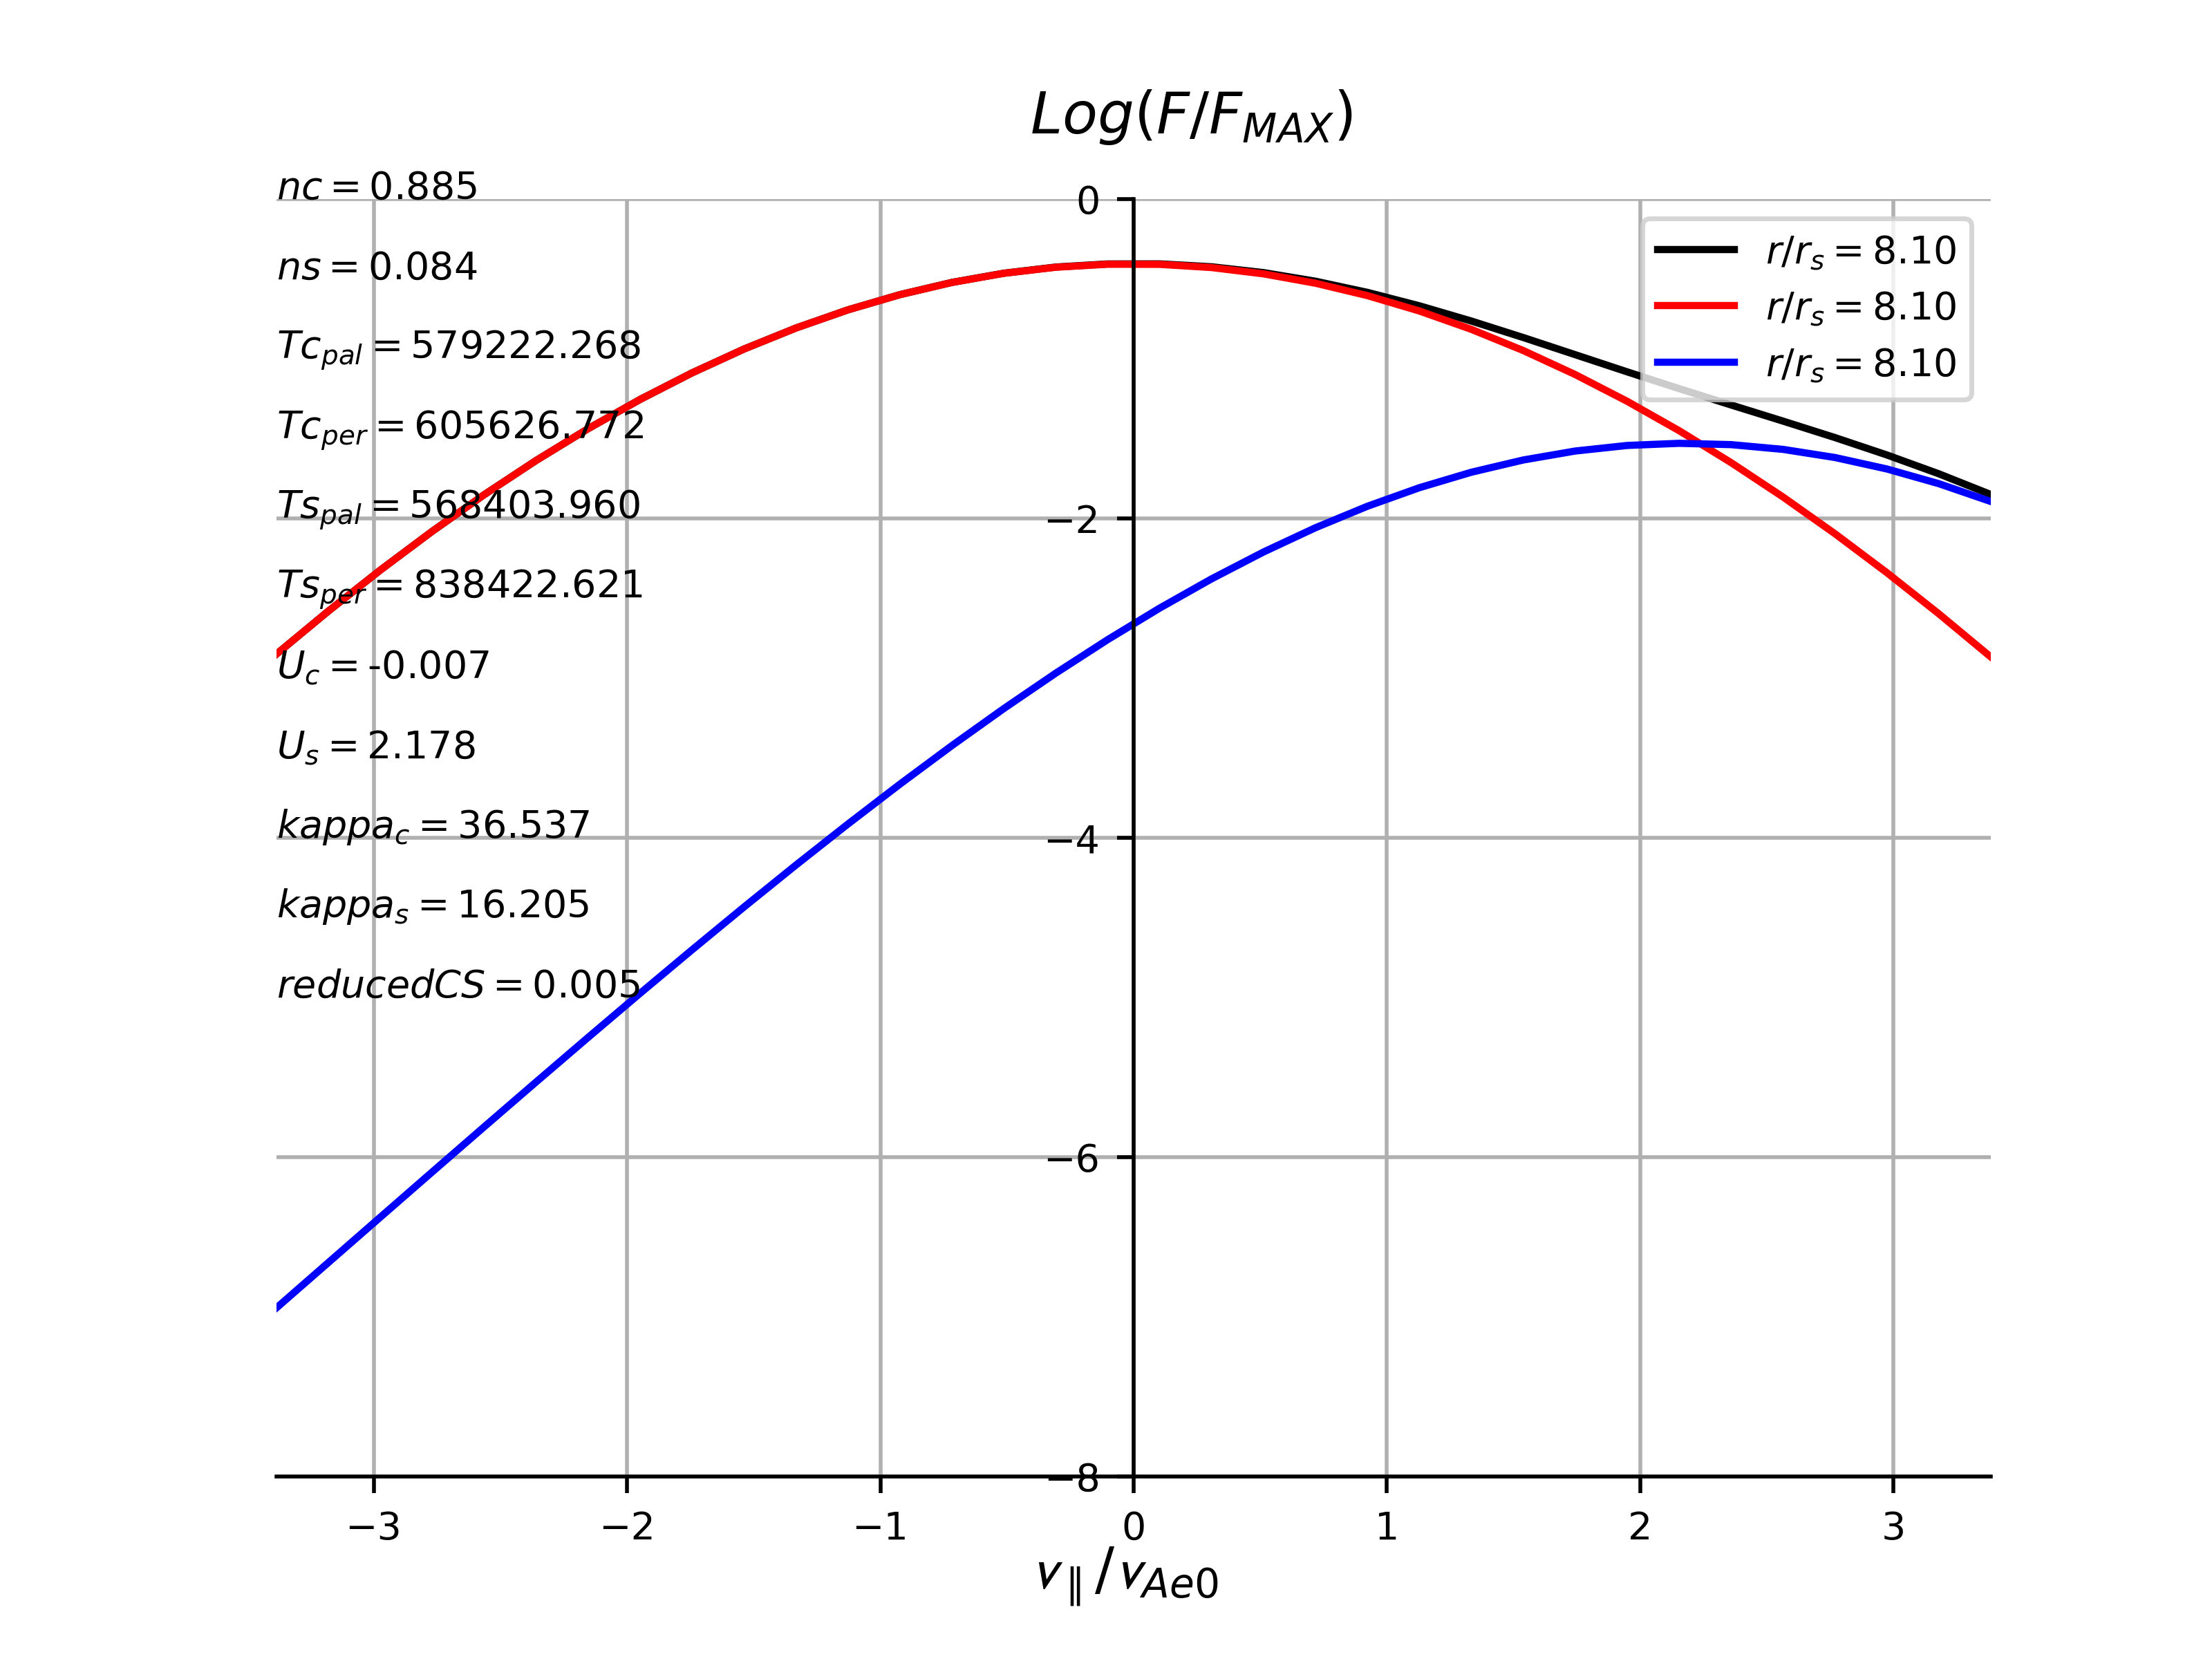 Log(F/F_MAX)
nc = 0.885
ns = 0.084
Tc_pal = 579222.268
Tc_per = 605626.772
Ts_pal = 568403.960
Ts_per = 838422.621
U_c = -0.007
U_s = 2.178
kappa_c = 36.537
kappa_s = 16.205
reducedCS = 0.005
0
−2
−4
−6
−8
r/r_s = 8.10
r/r_s = 8.10
r/r_s = 8.10
−3 −2 −1 0 1 2 3
v_∥/v_Ae0